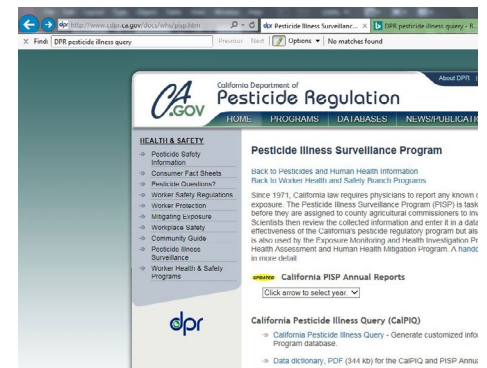 dpr http://www.cdpr.ca.gov/docs/whs/pisp.htm
dpr Pesticide Illness Surveillanc... ×
DPR pesticide illness quiery - B...
X Find: DPR pesticide illness query
Previous Next Options ▼ No matches found
CA .GOV
California Department of
Pesticide Regulation
About DPR |
HOME PROGRAMS DATABASES NEWS/PUBLICATI
HEALTH & SAFETY
Pesticide Safety
Information
Consumer Fact Sheets
Pesticide Questions?
Worker Safety Regulations
Worker Protection
Mitigating Exposure
Workplace Safety
Community Guide
Pesticide Illness
Surveillance
Worker Health & Safety
Programs
dpr
Pesticide Illness Surveillance Program
Back to Pesticides and Human Health Information
Back to Worker Health and Safety Branch Programs
Since 1971, California law requires physicians to report any known o
exposure. The Pesticide Illness Surveillance Program (PISP) is task
before they are assigned to county agricultural commissioners to inv
Scientists then review the collected information and enter it in a data
effectiveness of the California's pesticide regulatory program but als
is also used by the Exposure Monitoring and Health Investigation Pr
Health Assessment and Human Health Mitigation Program. A hando
in more detail.
UPDATED California PISP Annual Reports
Click arrow to select year.
California Pesticide Illness Query (CalPIQ)
California Pesticide Illness Query - Generate customized infor
Program database.
Data dictionary, PDF (344 kb) for the CalPIQ and PISP Annua